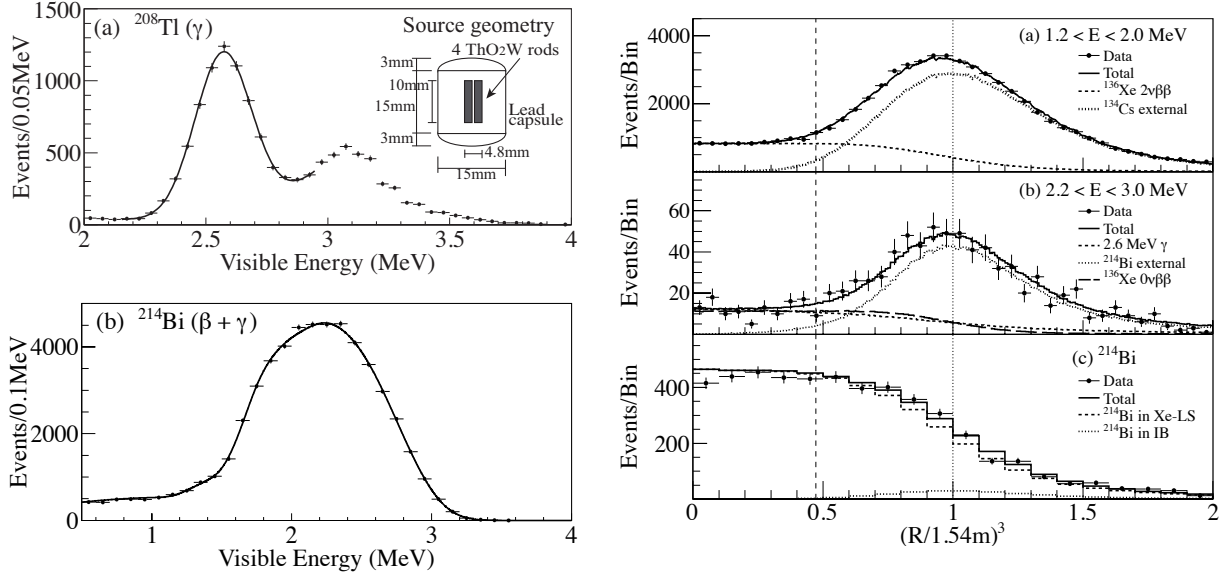 (a) ²⁰⁸Tl (γ)
Source geometry
4 ThO2W rods
3mm
10mm
15mm
3mm
Lead
capsule
4.8mm
15mm
Events/0.05MeV
1500
1000
500
0
2 2.5 3 3.5 4
Visible Energy (MeV)
(b) ²¹⁴Bi (β + γ)
Events/0.1MeV
4000
2000
0
1 2 3 4
Visible Energy (MeV)
(a) 1.2 < E < 2.0 MeV
Data
Total
¹³⁶Xe 2νββ
¹³⁴Cs external
Events/Bin
4000
2000
(b) 2.2 < E < 3.0 MeV
Data
Total
2.6 MeV γ
²¹⁴Bi external
¹³⁶Xe 0νββ
Events/Bin
60
40
20
(c) ²¹⁴Bi
Data
Total
²¹⁴Bi in Xe-LS
²¹⁴Bi in IB
Events/Bin
400
200
0 0.5 1 1.5 2
(R/1.54m)³